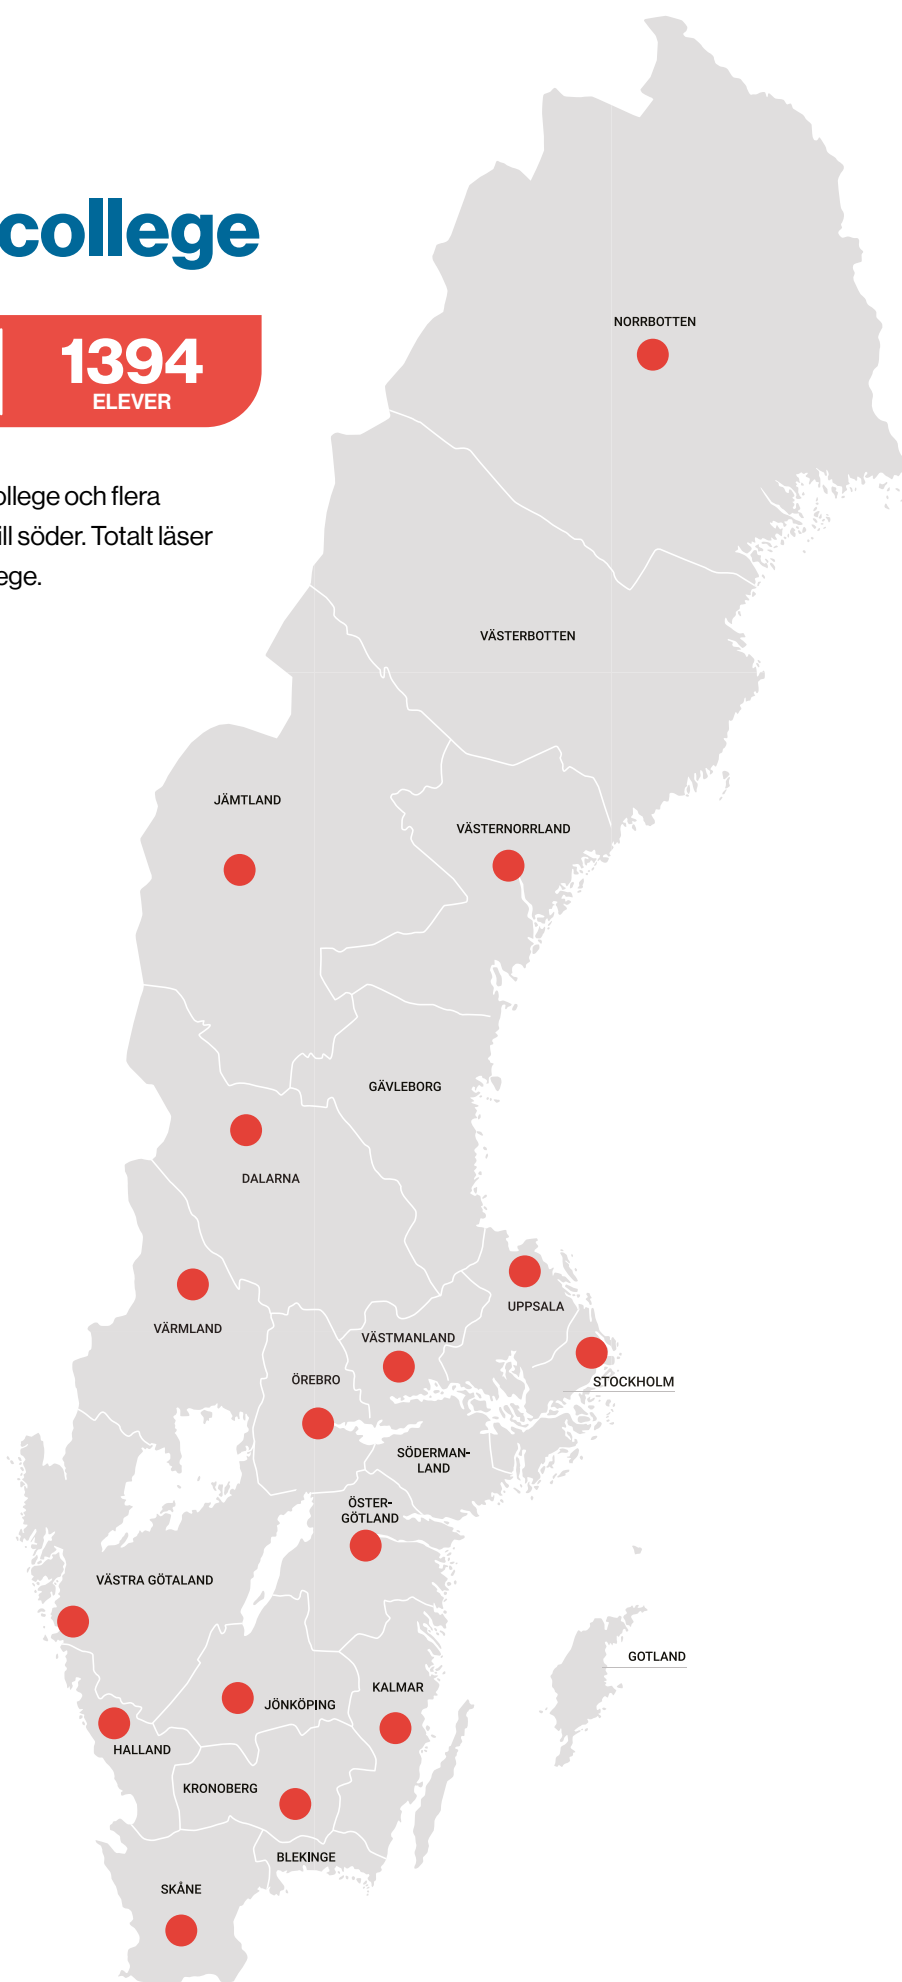 college
1394
ELEVER
ollege och flera
ill söder. Totalt läser
ege.
NORRBOTTEN
VÄSTERBOTTEN
JÄMTLAND
VÄSTERNORRLAND
GÄVLEBORG
DALARNA
UPPSALA
VÄRMLAND
VÄSTMANLAND
ÖREBRO
STOCKHOLM
SÖDERMAN-
LAND
ÖSTER-
GÖTLAND
VÄSTRA GÖTALAND
GOTLAND
KALMAR
JÖNKÖPING
HALLAND
KRONOBERG
BLEKINGE
SKÅNE